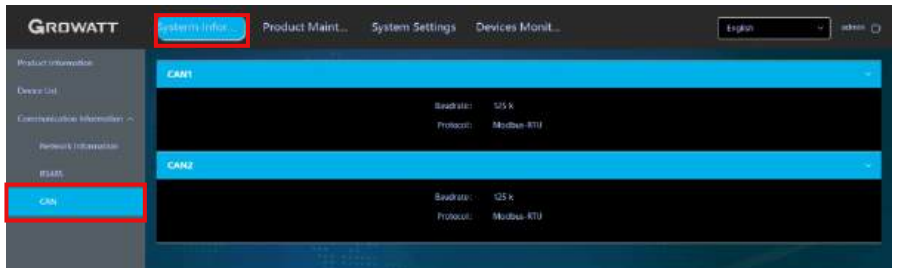 GROWATT
System Infor...
Product Maint...
System Settings
Devices Monit...
English
admin
Product Information
Device List
Communication Information
Network Information
RS485
CAN
CAN1
Baudrate: 125 k
Protocol: Modbus-RTU
CAN2
Baudrate: 125 k
Protocol: Modbus-RTU